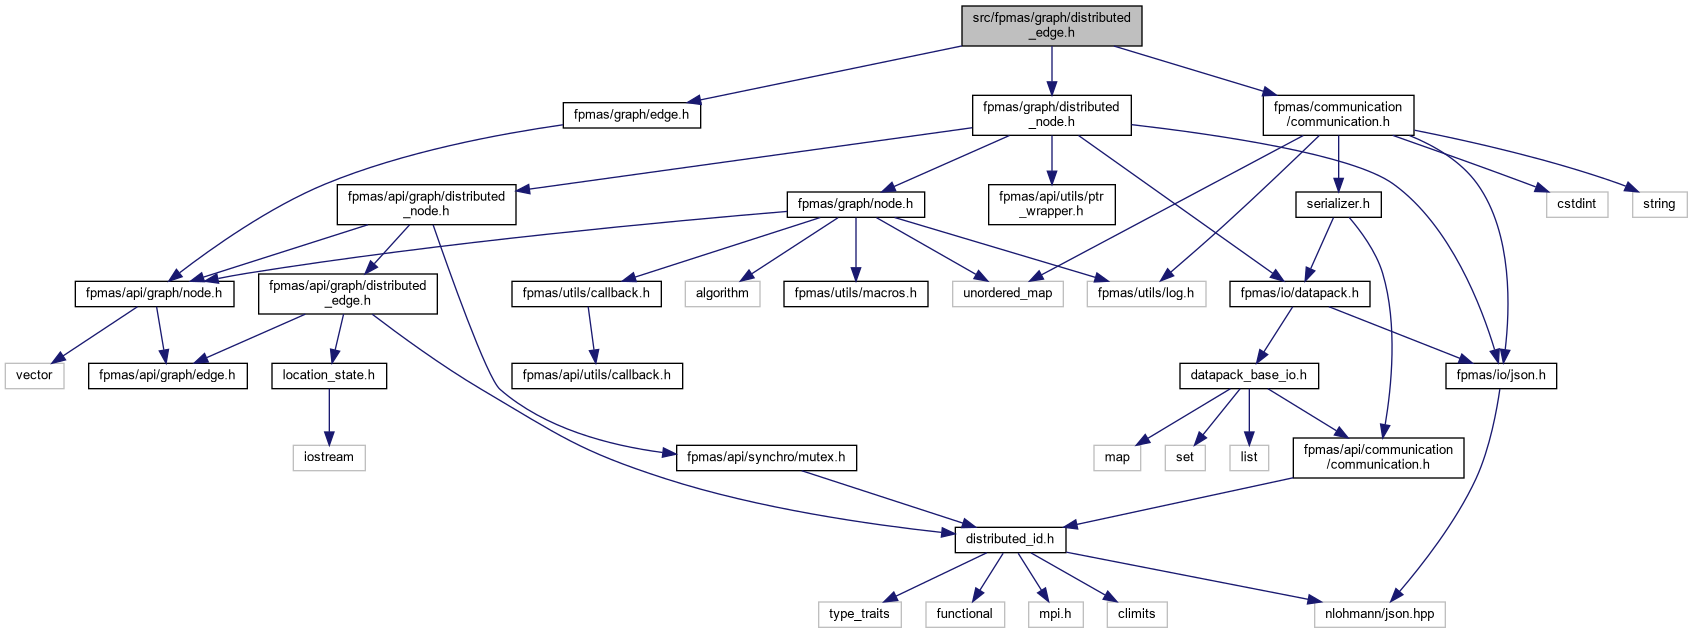 src/fpmas/graph/distributed
_edge.h
fpmas/graph/edge.h
fpmas/graph/distributed
_node.h
fpmas/communication
/communication.h
fpmas/api/graph/distributed
_node.h
fpmas/graph/node.h
fpmas/api/utils/ptr
_wrapper.h
serializer.h
cstdint
string
fpmas/api/graph/node.h
fpmas/api/graph/distributed
_edge.h
fpmas/utils/callback.h
algorithm
fpmas/utils/macros.h
unordered_map
fpmas/utils/log.h
fpmas/io/datapack.h
vector
fpmas/api/graph/edge.h
location_state.h
fpmas/api/utils/callback.h
datapack_base_io.h
fpmas/io/json.h
iostream
fpmas/api/synchro/mutex.h
map
set
list
fpmas/api/communication
/communication.h
distributed_id.h
type_traits
functional
mpi.h
climits
nlohmann/json.hpp